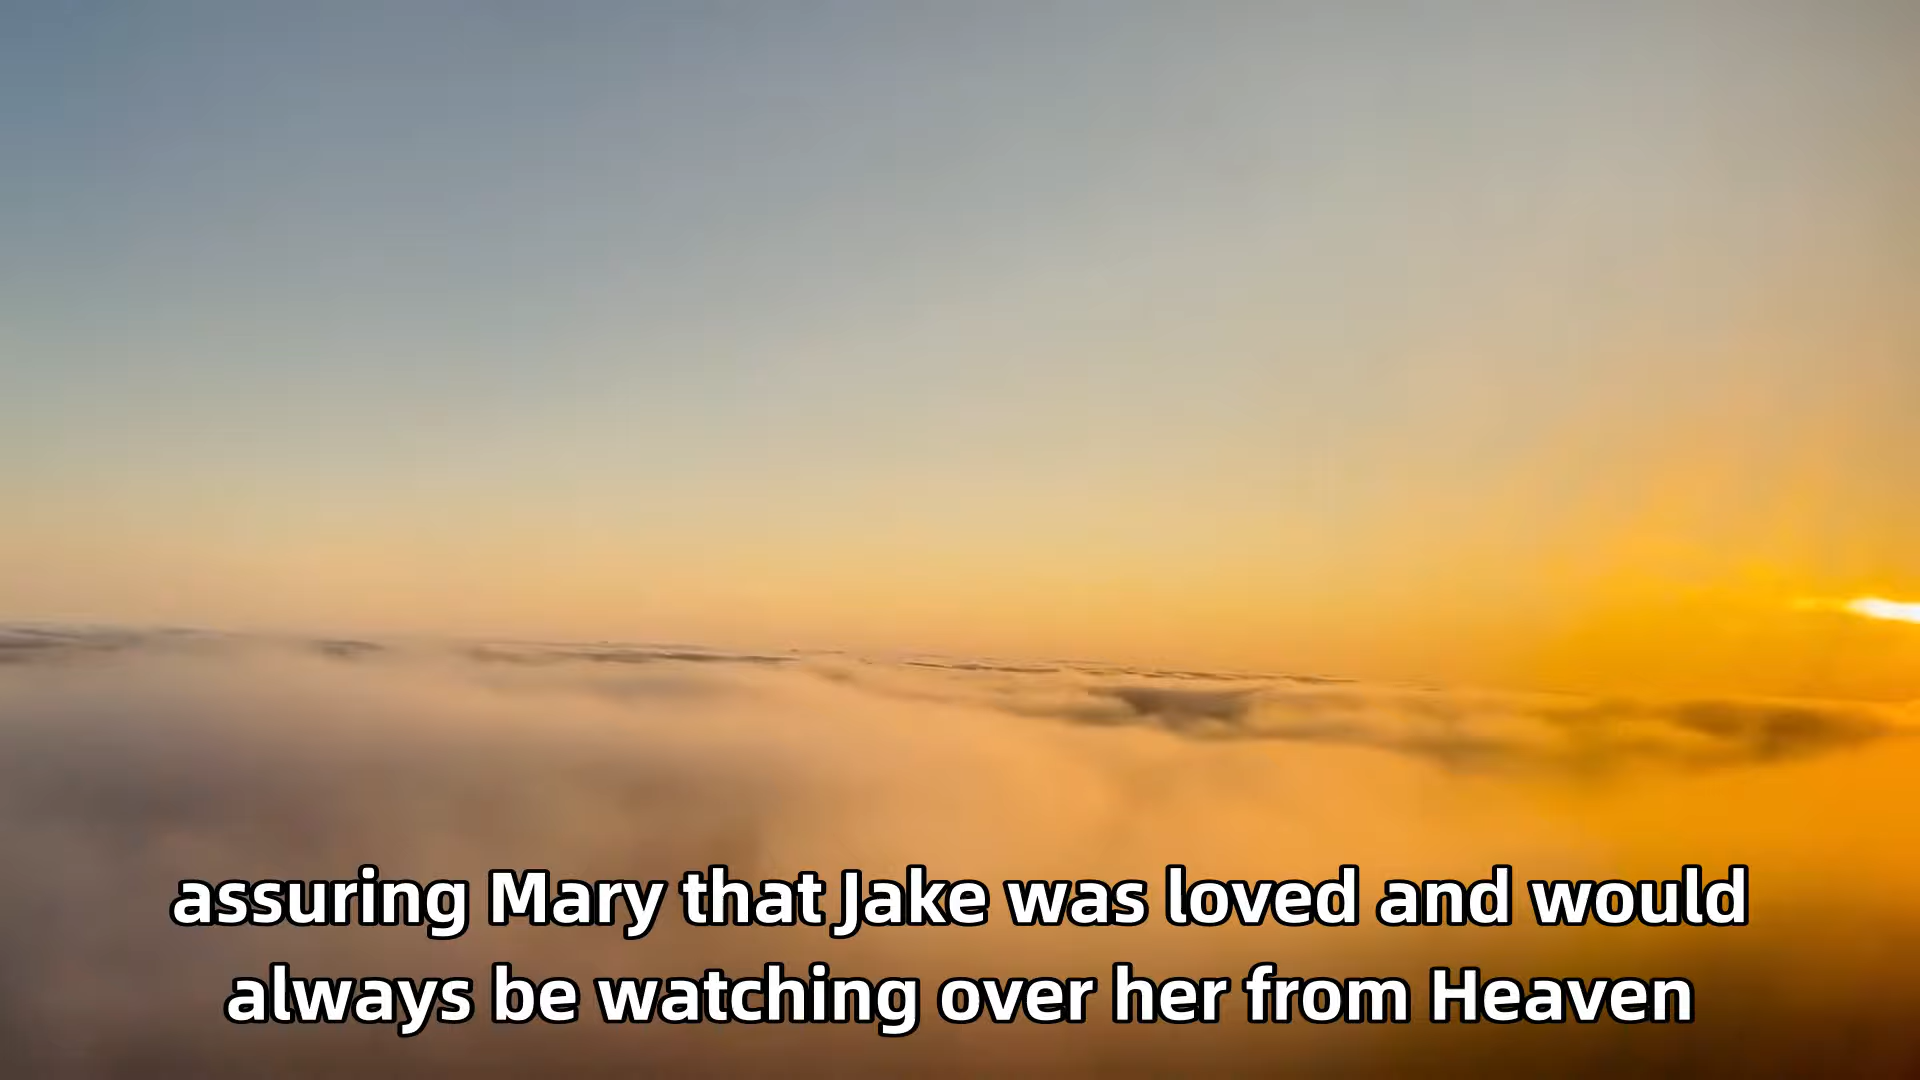 assuring Mary that Jake was loved and would
always be watching over her from Heaven